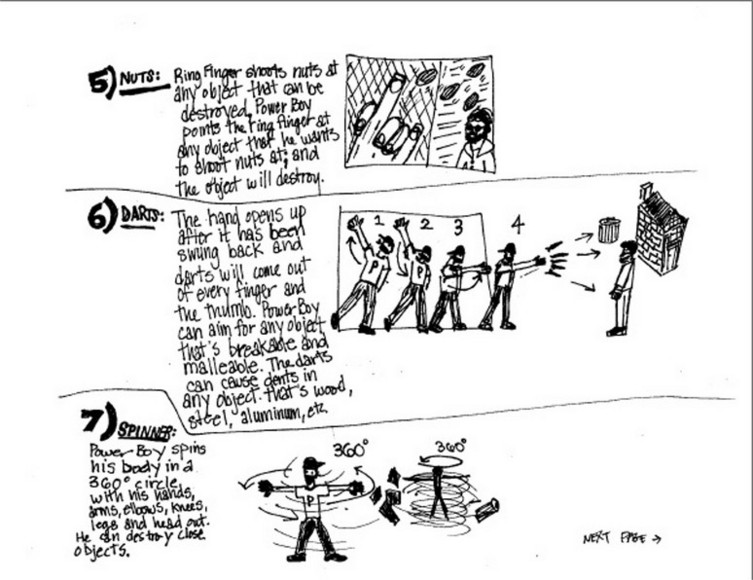 5) NUTS: Ring Finger shoots nuts at
any object that can be
destroyed. Power Boy
points the ring finger at
any object that he wants
to shoot nuts at; and
the object will destroy.
6) DARTS: The hand opens up
after it has been
swung back and
darts will come out
of every finger and
the thumb. Power Boy
can aim for any object
that's breakable and
malleable. The darts
can cause dents in
any object that's wood,
steel, aluminum, etc.
1 2 3 4
P P
7) SPINNER:
Power Boy spins
his body in a
360° circle
with his hands,
arms, elbows, knees,
legs and head out.
He can destroy close
objects.
360° 360°
P
NEXT PAGE →